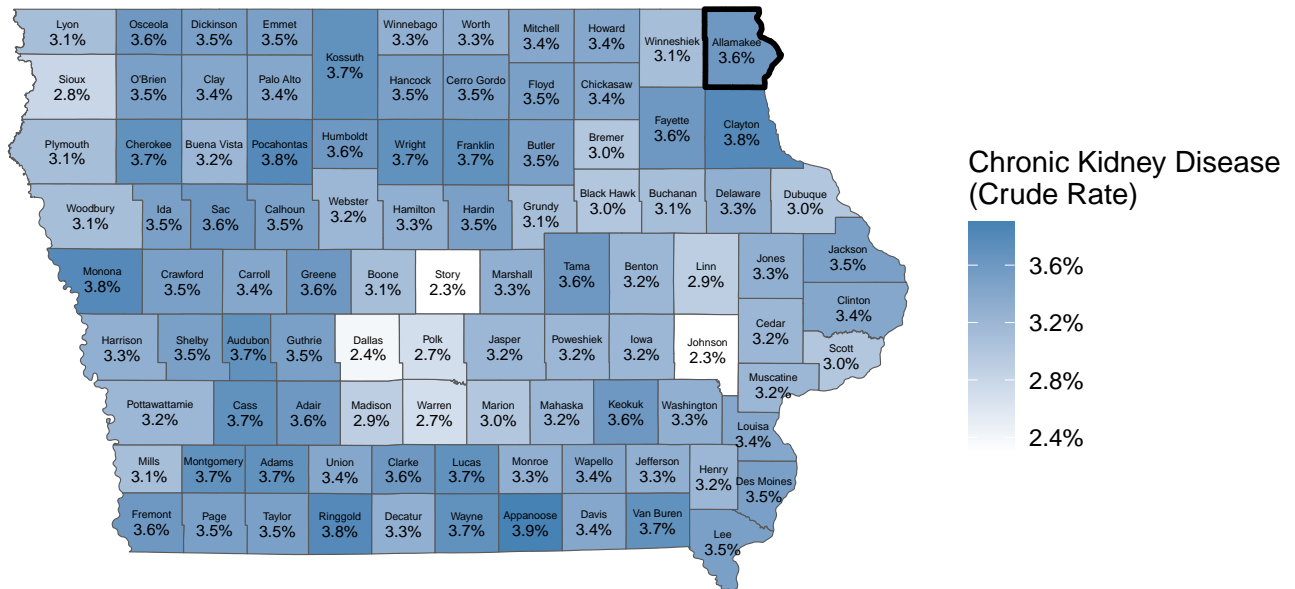 Lyon
3.1%
Osceola
3.6%
Dickinson
3.5%
Emmet
3.5%
Kossuth
3.7%
Winnebago
3.3%
Worth
3.3%
Mitchell
3.4%
Howard
3.4%
Winneshiek
3.1%
Allamakee
3.6%
Sioux
2.8%
O'Brien
3.5%
Clay
3.4%
Palo Alto
3.4%
Hancock
3.5%
Cerro Gordo
3.5%
Floyd
3.5%
Chickasaw
3.4%
Fayette
3.6%
Clayton
3.8%
Plymouth
3.1%
Cherokee
3.7%
Buena Vista
3.2%
Pocahontas
3.8%
Humboldt
3.6%
Wright
3.7%
Franklin
3.7%
Butler
3.5%
Bremer
3.0%
Woodbury
3.1%
Ida
3.5%
Sac
3.6%
Calhoun
3.5%
Webster
3.2%
Hamilton
3.3%
Hardin
3.5%
Grundy
3.1%
Black Hawk
3.0%
Buchanan
3.1%
Delaware
3.3%
Dubuque
3.0%
Monona
3.8%
Crawford
3.5%
Carroll
3.4%
Greene
3.6%
Boone
3.1%
Story
2.3%
Marshall
3.3%
Tama
3.6%
Benton
3.2%
Linn
2.9%
Jones
3.3%
Jackson
3.5%
Clinton
3.4%
Harrison
3.3%
Shelby
3.5%
Audubon
3.7%
Guthrie
3.5%
Dallas
2.4%
Polk
2.7%
Jasper
3.2%
Poweshiek
3.2%
Iowa
3.2%
Johnson
2.3%
Cedar
3.2%
Scott
3.0%
Muscatine
3.2%
Pottawattamie
3.2%
Cass
3.7%
Adair
3.6%
Madison
2.9%
Warren
2.7%
Marion
3.0%
Mahaska
3.2%
Keokuk
3.6%
Washington
3.3%
Louisa
3.4%
Mills
3.1%
Montgomery
3.7%
Adams
3.7%
Union
3.4%
Clarke
3.6%
Lucas
3.7%
Monroe
3.3%
Wapello
3.4%
Jefferson
3.3%
Henry
3.2%
Des Moines
3.5%
Fremont
3.6%
Page
3.5%
Taylor
3.5%
Ringgold
3.8%
Decatur
3.3%
Wayne
3.7%
Appanoose
3.9%
Davis
3.4%
Van Buren
3.7%
Lee
3.5%
Chronic Kidney Disease
(Crude Rate)
3.6%
3.2%
2.8%
2.4%